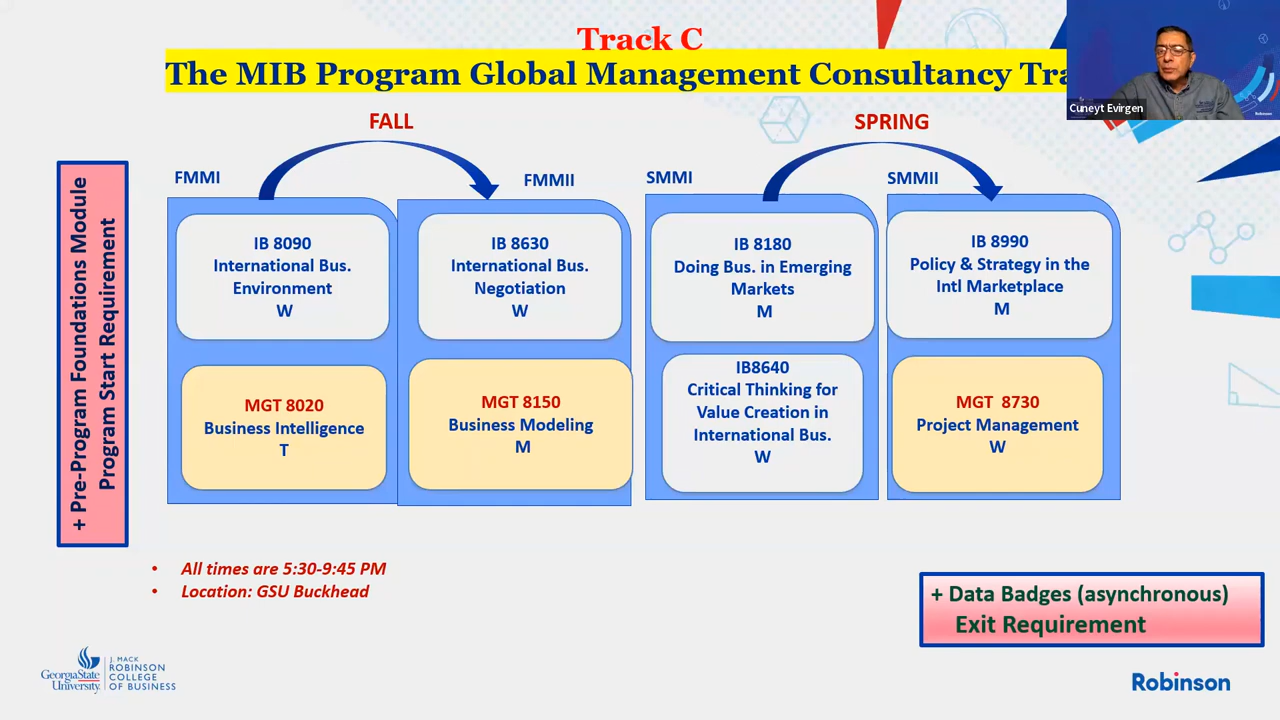 Track C
The MIB Program Global Management Consultancy
Cuneyt Evirgen
Robinson
FALL
SPRING
FMMI
FMMII
SMMI
SMMII
+ Pre-Program Foundations Module
Program Start Requirement
IB 8090
International Bus.
Environment
W
IB 8630
International Bus.
Negotiation
W
IB 8180
Doing Bus. in Emerging
Markets
M
IB 8990
Policy & Strategy in the
Intl Marketplace
M
MGT 8020
Business Intelligence
T
MGT 8150
Business Modeling
M
IB8640
Critical Thinking for
Value Creation in
International Bus.
W
MGT  8730
Project Management
W
• All times are 5:30-9:45 PM
• Location: GSU Buckhead
+ Data Badges (asynchronous)
Exit Requirement
GeorgiaState
University
J. MACK
ROBINSON
COLLEGE
OF BUSINESS
Robinson